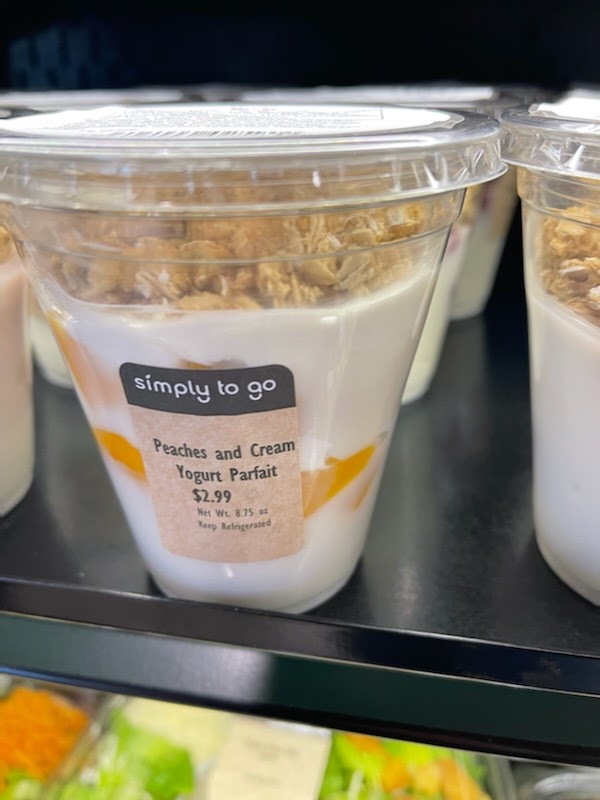 simply to go
Peaches and Cream
Yogurt Parfait
$2.99
Net Wt. 8.75 oz
Keep Refrigerated